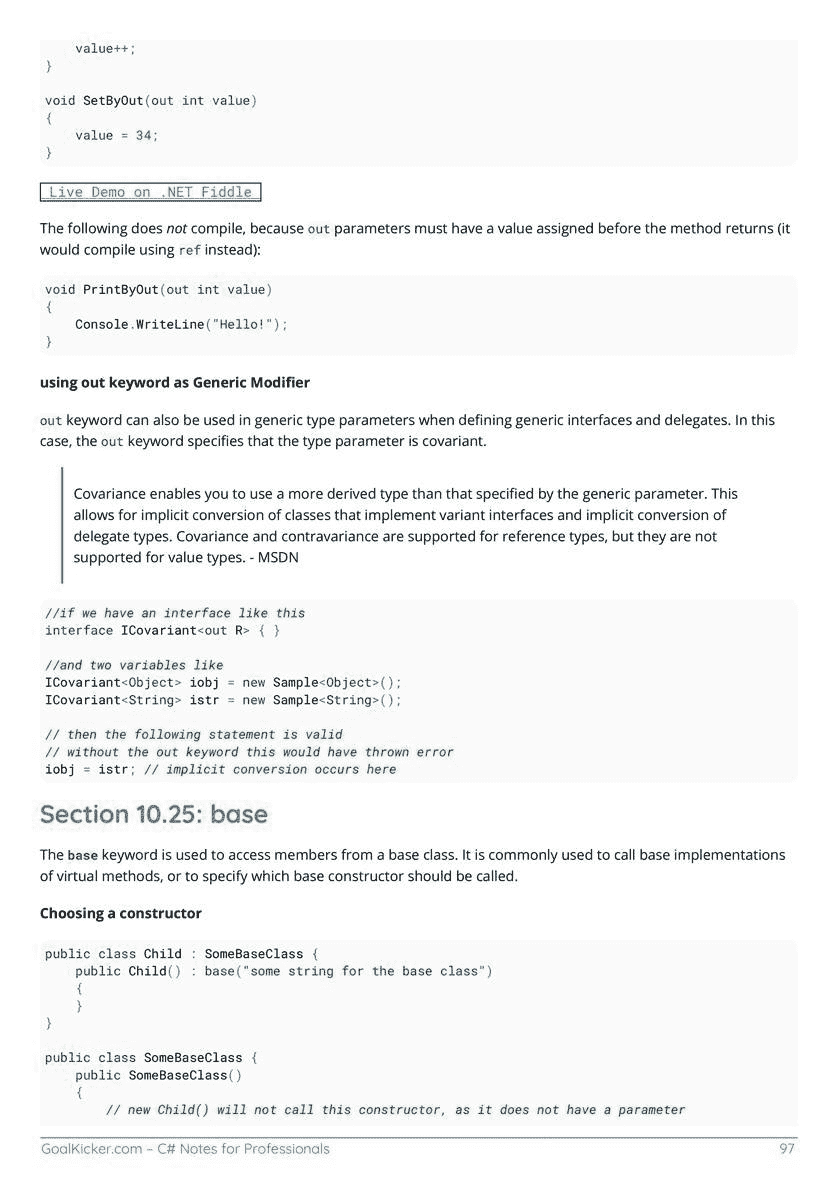 value++;
}
void SetByOut(out int value)
{
    value = 34;
}
Live Demo on .NET Fiddle
The following does not compile, because out parameters must have a value assigned before the method returns (it
would compile using ref instead):
void PrintByOut(out int value)
{
    Console.WriteLine("Hello!");
}
using out keyword as Generic Modifier
out keyword can also be used in generic type parameters when defining generic interfaces and delegates. In this
case, the out keyword specifies that the type parameter is covariant.
Covariance enables you to use a more derived type than that specified by the generic parameter. This
allows for implicit conversion of classes that implement variant interfaces and implicit conversion of
delegate types. Covariance and contravariance are supported for reference types, but they are not
supported for value types. - MSDN
//if we have an interface like this
interface ICovariant<out R> { }
//and two variables like
ICovariant<Object> iobj = new Sample<Object>();
ICovariant<String> istr = new Sample<String>();
// then the following statement is valid
// without the out keyword this would have thrown error
iobj = istr; // implicit conversion occurs here
Section 10.25: base
The base keyword is used to access members from a base class. It is commonly used to call base implementations
of virtual methods, or to specify which base constructor should be called.
Choosing a constructor
public class Child : SomeBaseClass {
    public Child() : base("some string for the base class")
    {
    }
}
public class SomeBaseClass {
    public SomeBaseClass()
    {
        // new Child() will not call this constructor, as it does not have a parameter
GoalKicker.com – C# Notes for Professionals
97